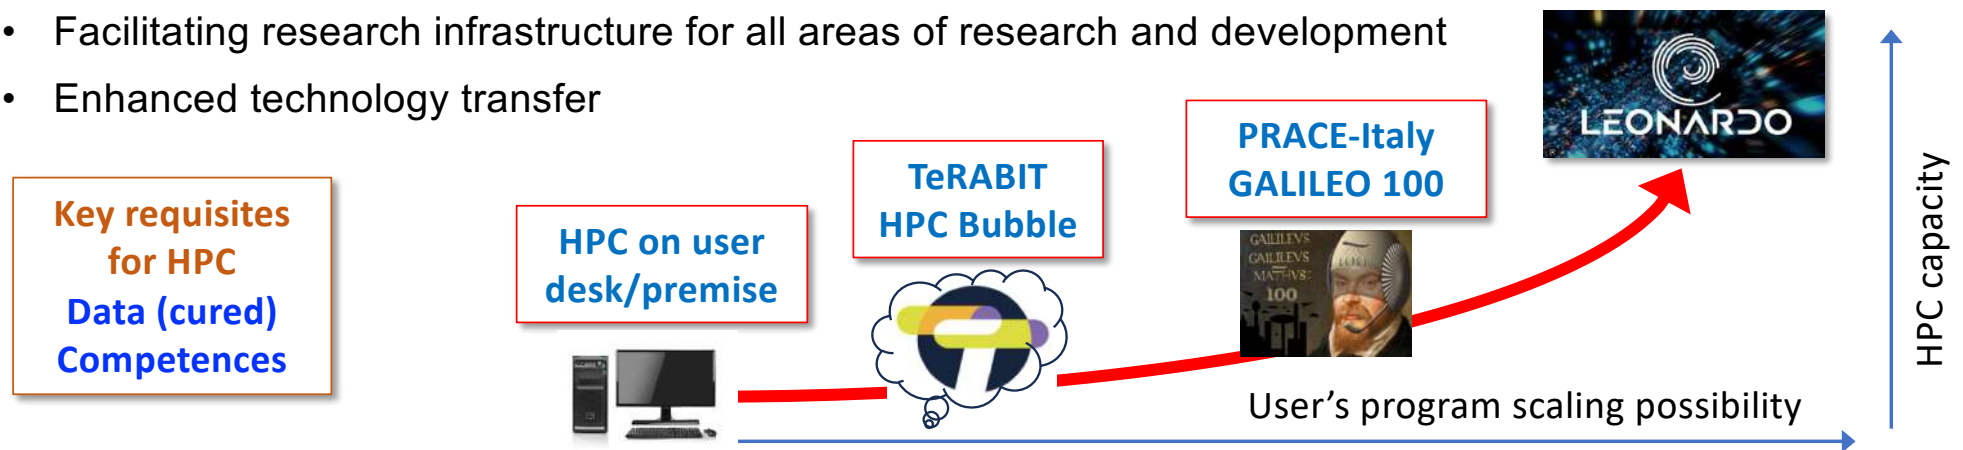 • Facilitating research infrastructure for all areas of research and development
• Enhanced technology transfer
Key requisites
for HPC
Data (cured)
Competences
HPC on user
desk/premise
TeRABIT
HPC Bubble
PRACE-Italy
GALILEO 100
GALILEVS
GALILEVS
MATHVS:
100
LEONARDO
User's program scaling possibility
HPC capacity